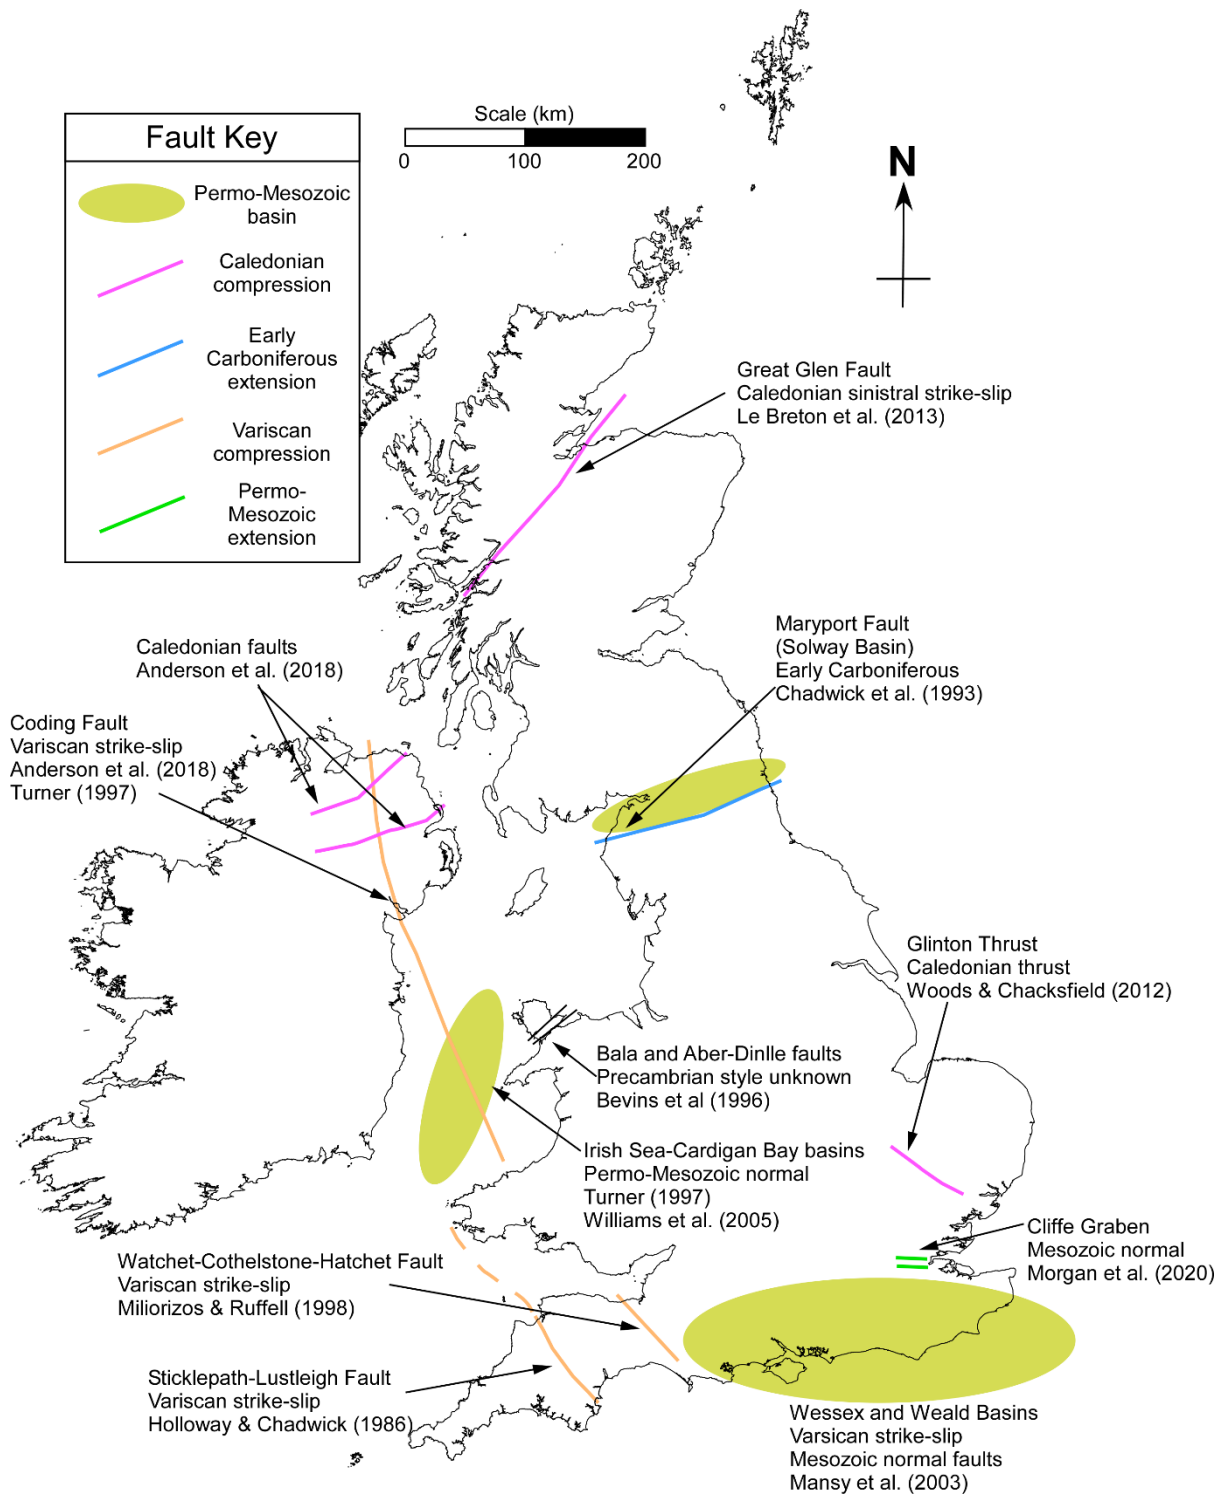 Scale (km)
0
100
200
Fault Key
Permo-Mesozoic
basin
Caledonian
compression
Early
Carboniferous
extension
Variscan
compression
Permo-
Mesozoic
extension
N
Great Glen Fault
Caledonian sinistral strike-slip
Le Breton et al. (2013)
Maryport Fault
(Solway Basin)
Early Carboniferous
Chadwick et al. (1993)
Caledonian faults
Anderson et al. (2018)
Coding Fault
Variscan strike-slip
Anderson et al. (2018)
Turner (1997)
Glinton Thrust
Caledonian thrust
Woods & Chacksfield (2012)
Bala and Aber-Dinlle faults
Precambrian style unknown
Bevins et al (1996)
Irish Sea-Cardigan Bay basins
Permo-Mesozoic normal
Turner (1997)
Williams et al. (2005)
Cliffe Graben
Mesozoic normal
Morgan et al. (2020)
Watchet-Cothelstone-Hatchet Fault
Variscan strike-slip
Miliorizos & Ruffell (1998)
Sticklepath-Lustleigh Fault
Variscan strike-slip
Holloway & Chadwick (1986)
Wessex and Weald Basins
Varsican strike-slip
Mesozoic normal faults
Mansy et al. (2003)